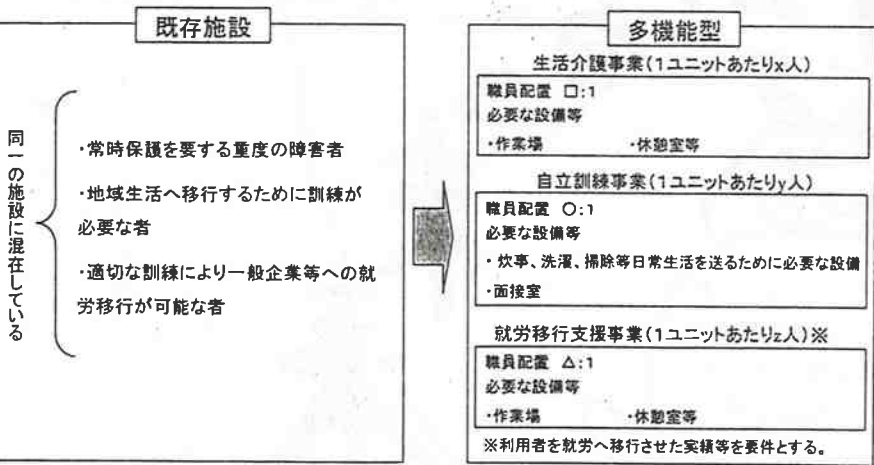 既存施設
同一の施設に混在している
・常時保護を要する重度の障害者
・地域生活へ移行するために訓練が
必要な者
・適切な訓練により一般企業等への就
労移行が可能な者
多機能型
生活介護事業(1ユニットあたりx人)
職員配置 □:1
必要な設備等
・作業場 ・休憩室等
自立訓練事業(1ユニットあたりy人)
職員配置 ○:1
必要な設備等
・炊事、洗濯、掃除等日常生活を送るために必要な設備
・面接室
就労移行支援事業(1ユニットあたりz人)※
職員配置 △:1
必要な設備等
・作業場 ・休憩室等
※利用者を就労へ移行させた実績等を要件とする。